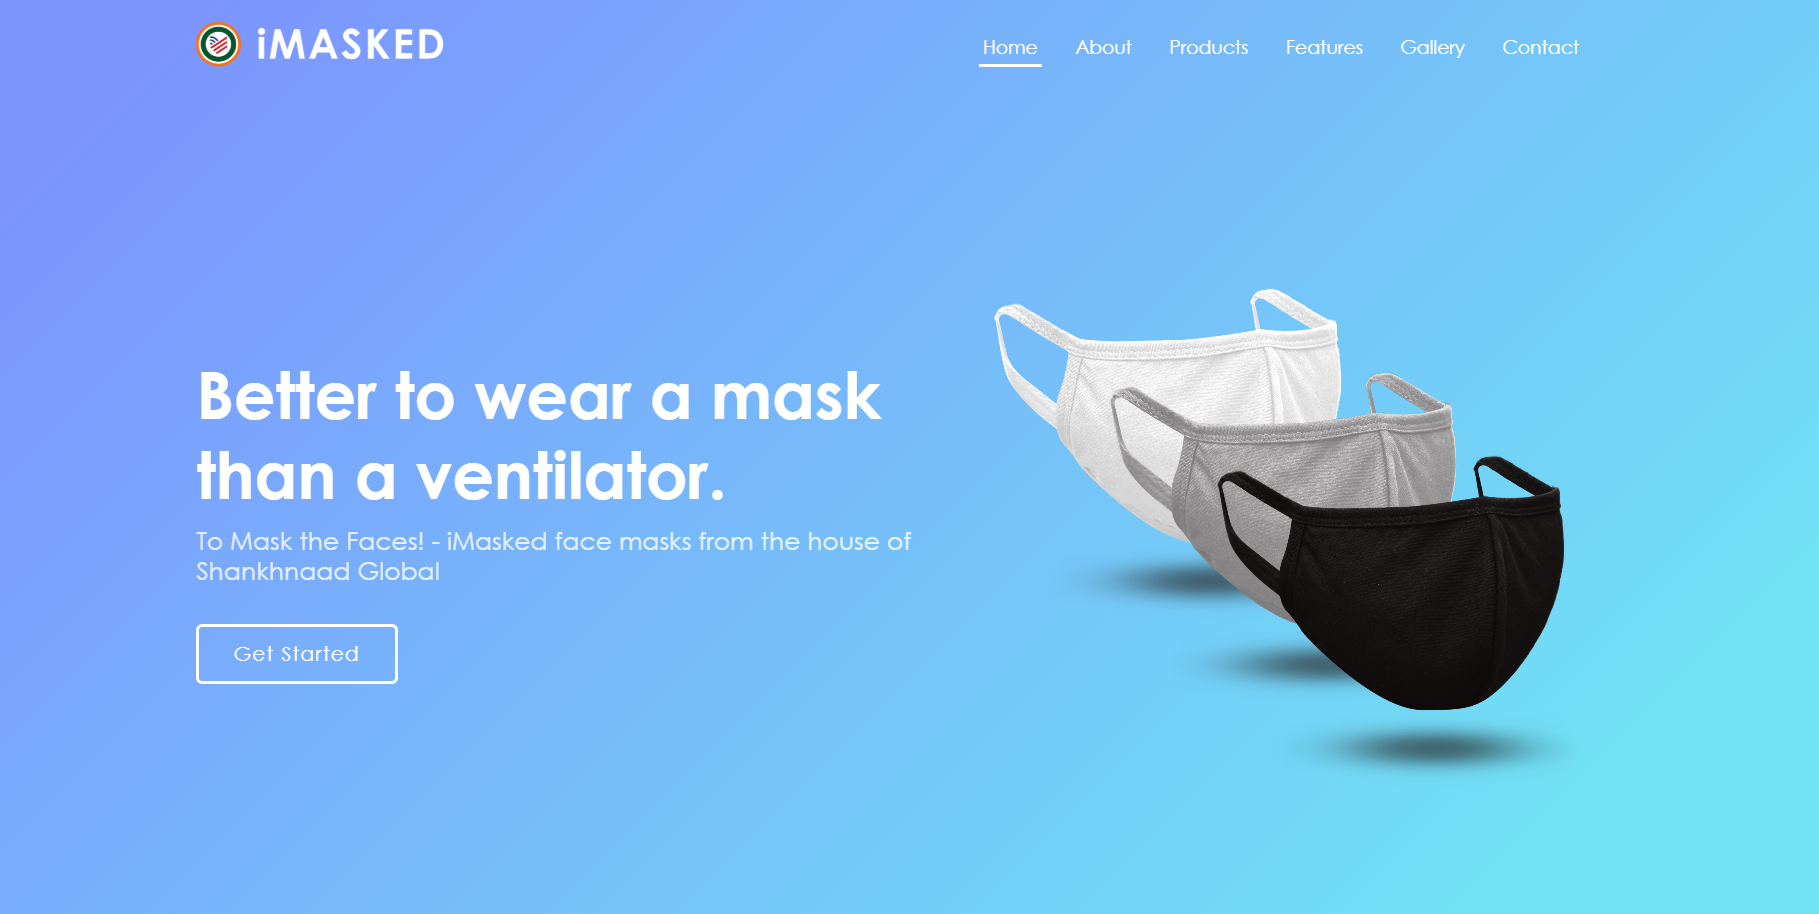 iMASKED
Home About Products Features Gallery Contact
Better to wear a mask
than a ventilator.
To Mask the Faces! - iMasked face masks from the house of
Shankhnaad Global
Get Started